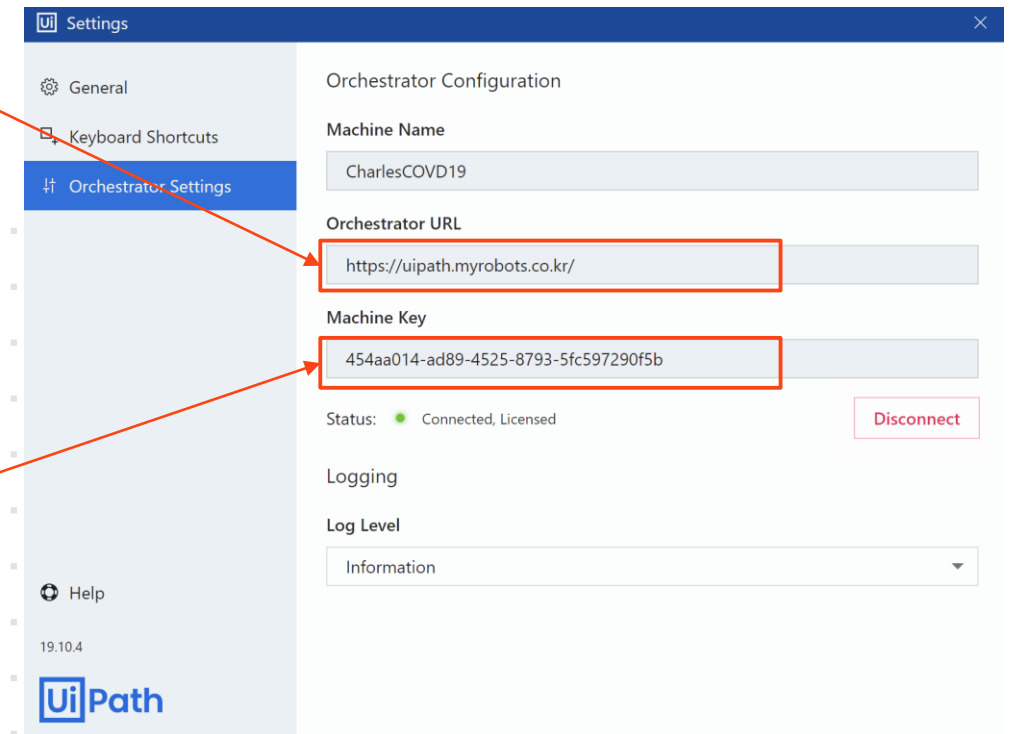 Ui Settings
General
Keyboard Shortcuts
Orchestrator Settings
Help
19.10.4
UiPath
Orchestrator Configuration
Machine Name
CharlesCOVD19
Orchestrator URL
https://uipath.myrobots.co.kr/
Machine Key
454aa014-ad89-4525-8793-5fc597290f5b
Status: Connected, Licensed
Disconnect
Logging
Log Level
Information